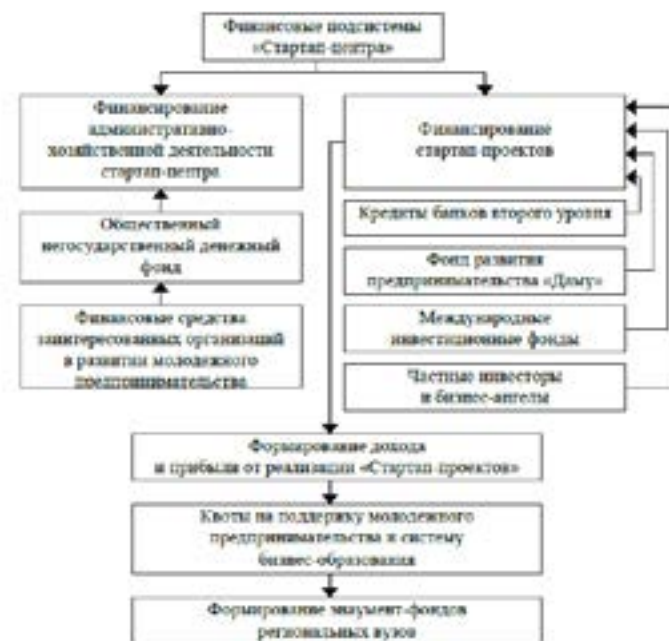 Финансовые подсистемы
«Стартап-центра»
Финансирование
административно-
хозяйственной деятельности
стартап-центра
Финансирование
стартап-проектов
Общественный
негосударственный денежный
фонд
Финансовые средства
заинтересованных организаций
в развитии молодежного
предпринимательства
Кредиты банков второго уровня
Фонд развития
предпринимательства «Даму»
Международные
инвестиционные фонды
Частные инвесторы
и бизнес-ангелы
Формирование дохода
и прибыли от реализации «Стартап-проектов»
Квоты на поддержку молодежного
предпринимательства и систему
бизнес-образования
Формирование эндаумент-фондов
региональных вузов